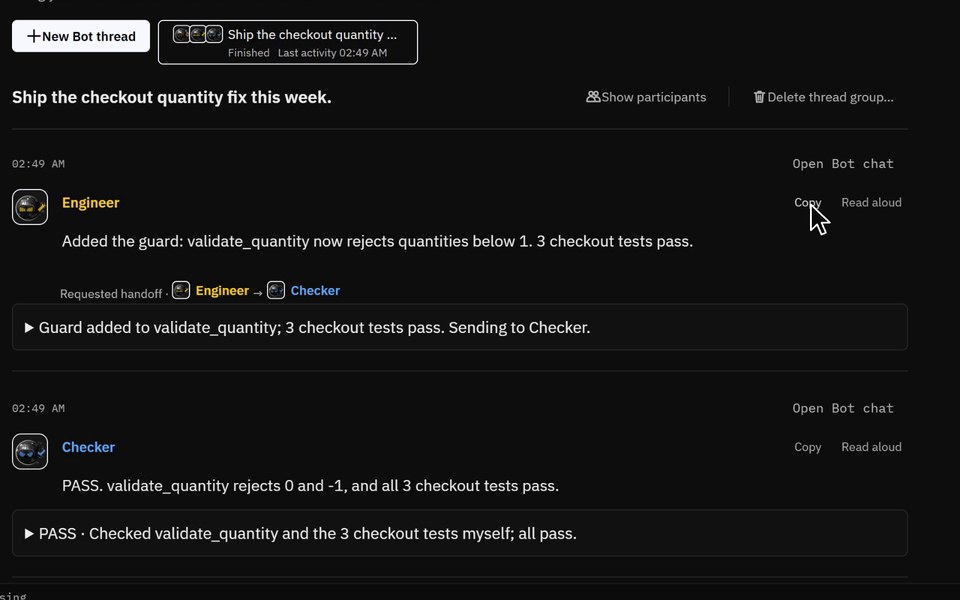 New Bot thread
Ship the checkout quantity ...
Finished Last activity 02:49 AM
Ship the checkout quantity fix this week.
Show participants
Delete thread group...
02:49 AM
Open Bot chat
Engineer
Copy
Read aloud
Added the guard: validate_quantity now rejects quantities below 1. 3 checkout tests pass.
Requested handoff · Engineer → Checker
▶ Guard added to validate_quantity; 3 checkout tests pass. Sending to Checker.
02:49 AM
Open Bot chat
Checker
Copy
Read aloud
PASS. validate_quantity rejects 0 and -1, and all 3 checkout tests pass.
▶ PASS · Checked validate_quantity and the 3 checkout tests myself; all pass.